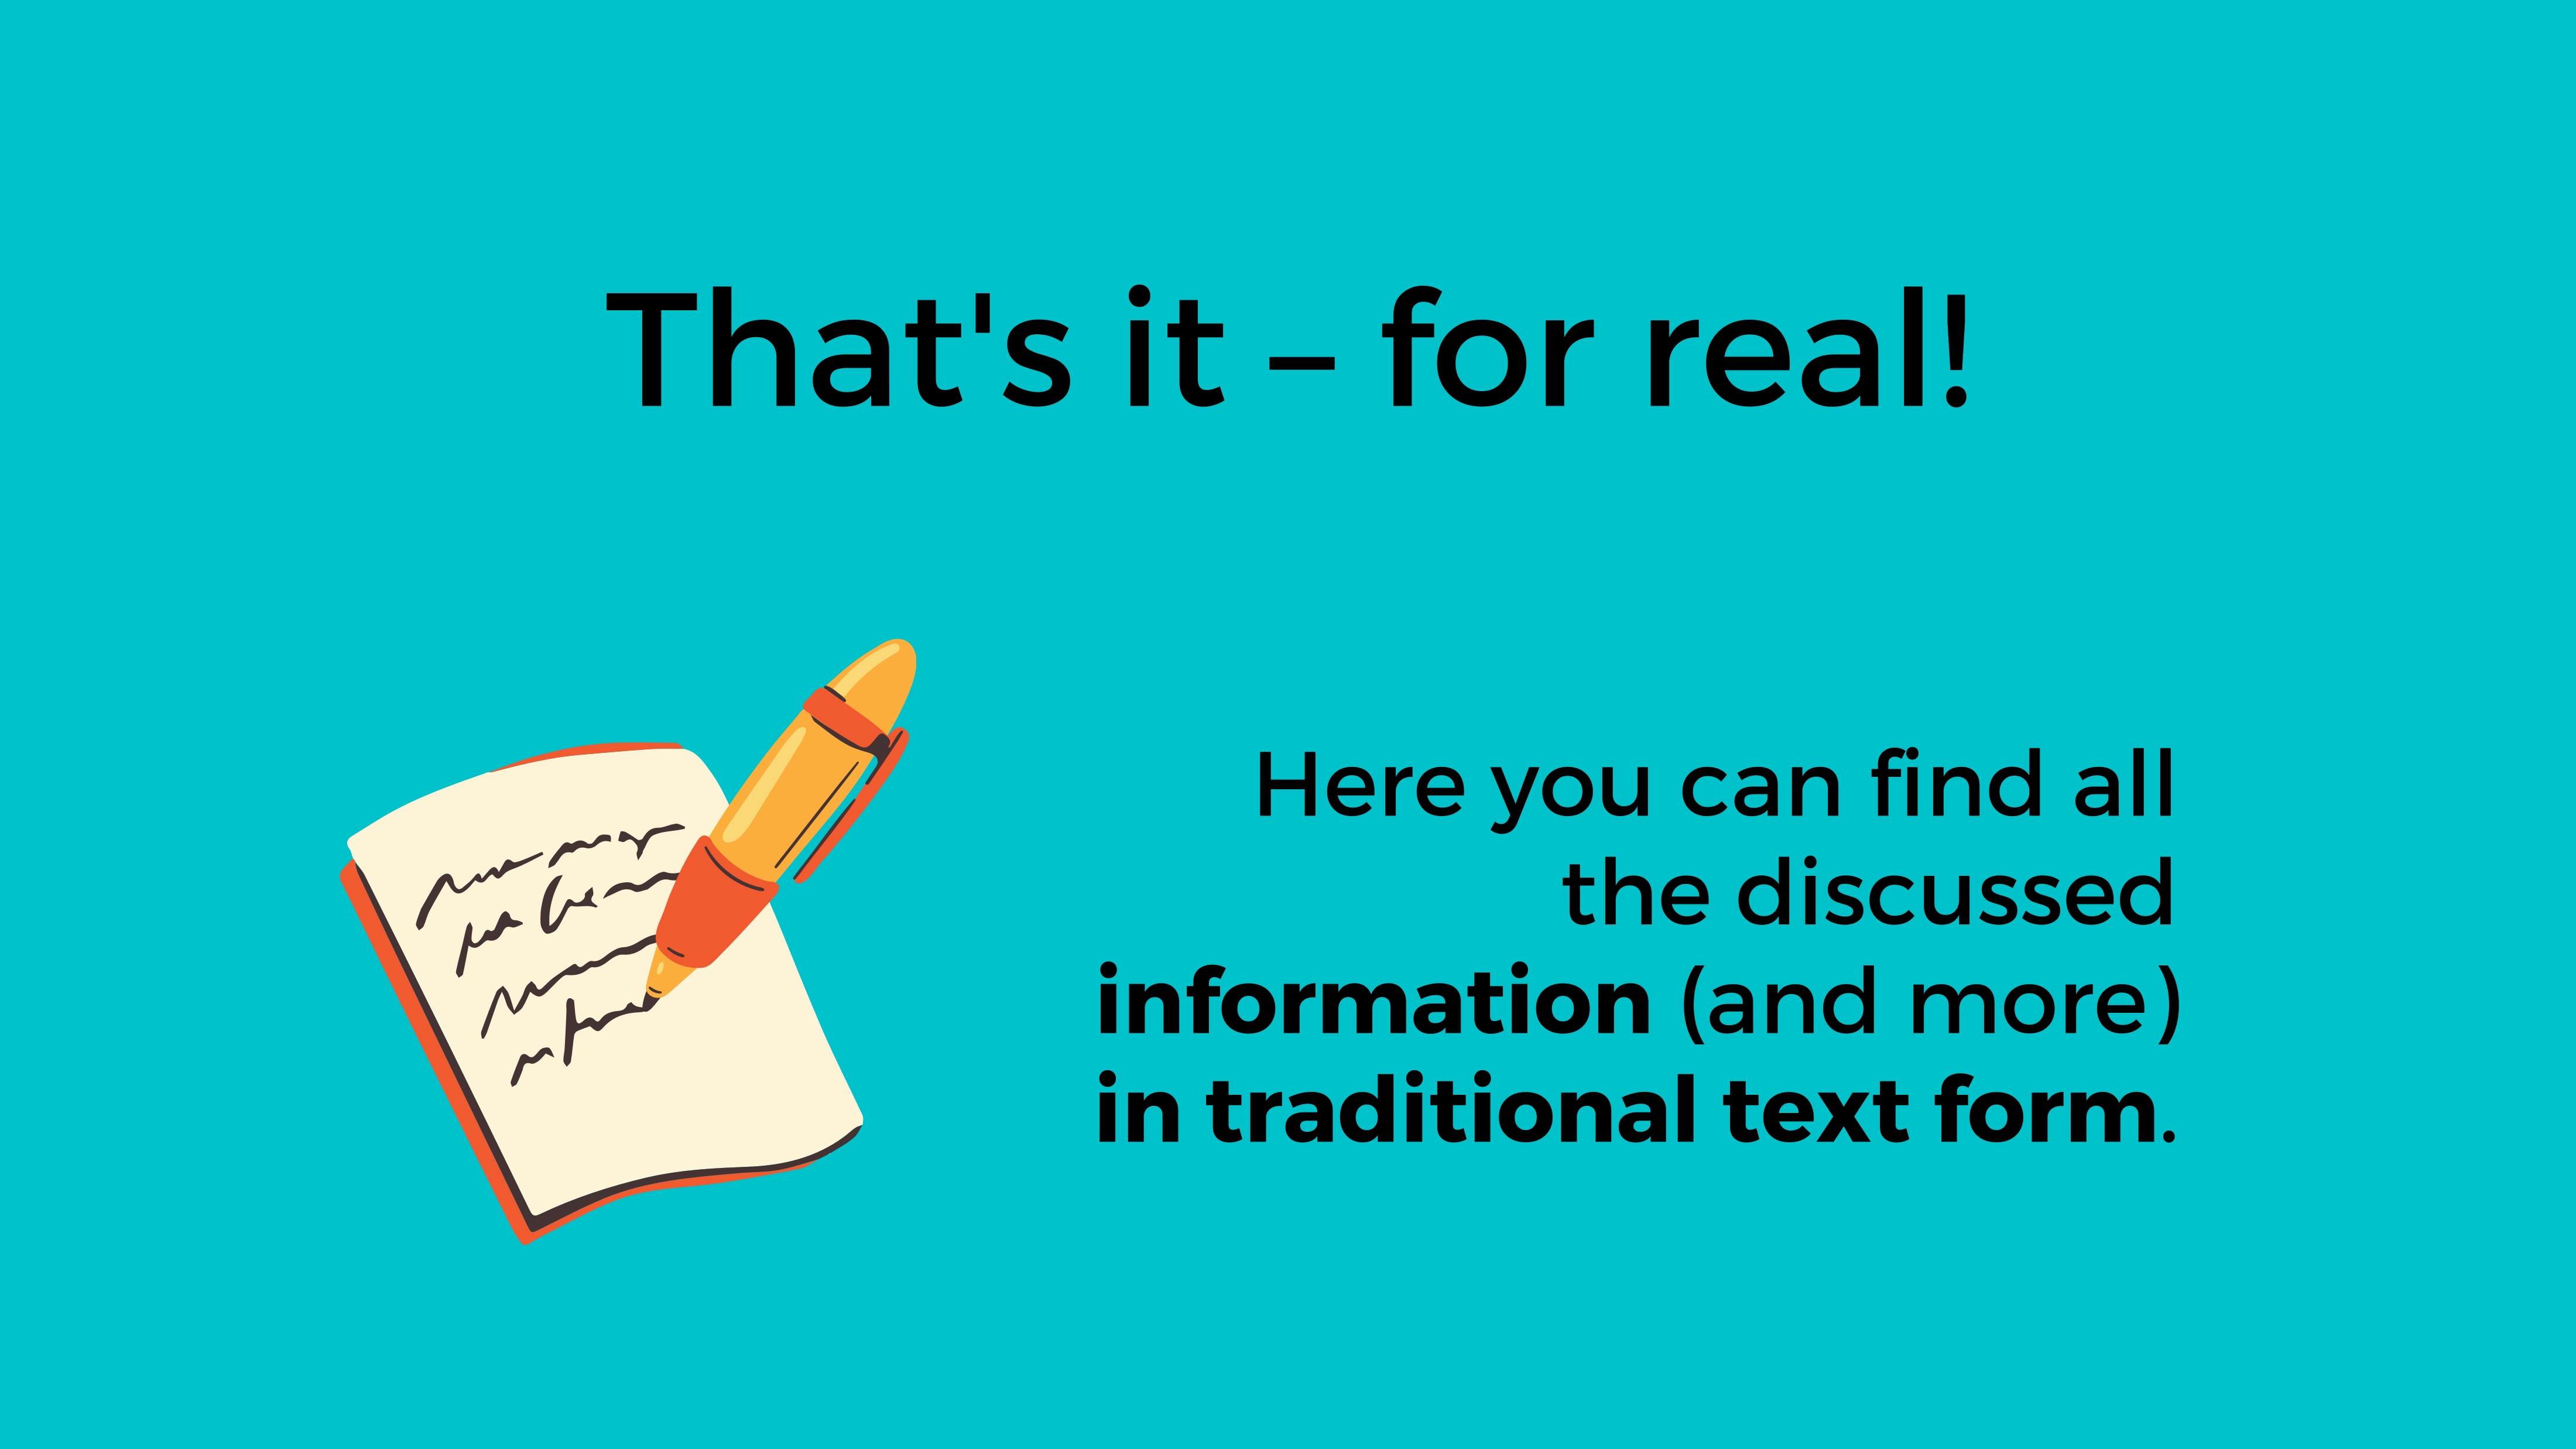 That's it – for real!
Here you can find all
the discussed
information (and more)
in traditional text form.